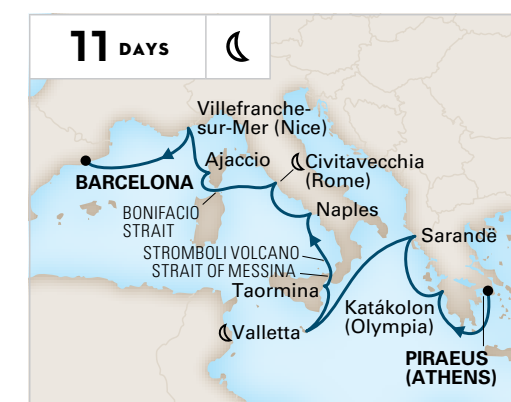 11 DAYS
Villefranche-
sur-Mer (Nice)
Ajaccio
BARCELONA
Civitavecchia
(Rome)
BONIFACIO
STRAIT
Naples
Sarandë
STROMBOLI VOLCANO
STRAIT OF MESSINA
Taormina
Katákolon
(Olympia)
Valletta
PIRAEUS
(ATHENS)